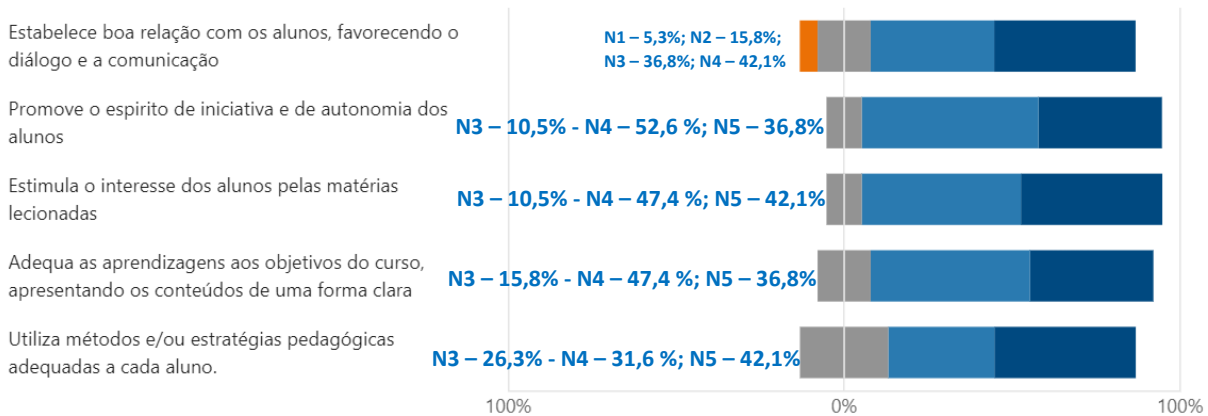 Estabelece boa relação com os alunos, favorecendo o
diálogo e a comunicação
N1 – 5,3%; N2 – 15,8%;
N3 – 36,8%; N4 – 42,1%
Promove o espirito de iniciativa e de autonomia dos
alunos
N3 – 10,5% - N4 – 52,6 %; N5 – 36,8%
Estimula o interesse dos alunos pelas matérias
lecionadas
N3 – 10,5% - N4 – 47,4 %; N5 – 42,1%
Adequa as aprendizagens aos objetivos do curso,
apresentando os conteúdos de uma forma clara
N3 – 15,8% - N4 – 47,4 %; N5 – 36,8%
Utiliza métodos e/ou estratégias pedagógicas
adequadas a cada aluno.
N3 – 26,3% - N4 – 31,6 %; N5 – 42,1%
100% 0% 100%